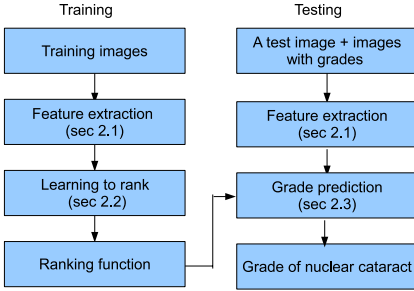 Training
Training images
Feature extraction
(sec 2.1)
Learning to rank
(sec 2.2)
Ranking function
Testing
A test image + images
with grades
Feature extraction
(sec 2.1)
Grade prediction
(sec 2.3)
Grade of nuclear cataract